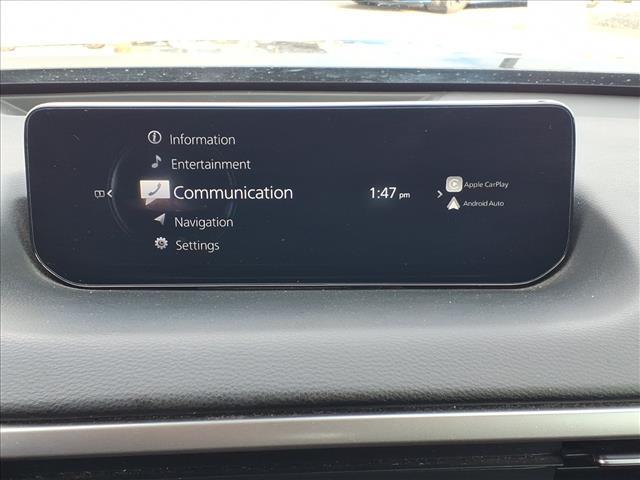 Information
Entertainment
Communication
1:47 pm
Apple CarPlay
Android Auto
Navigation
Settings